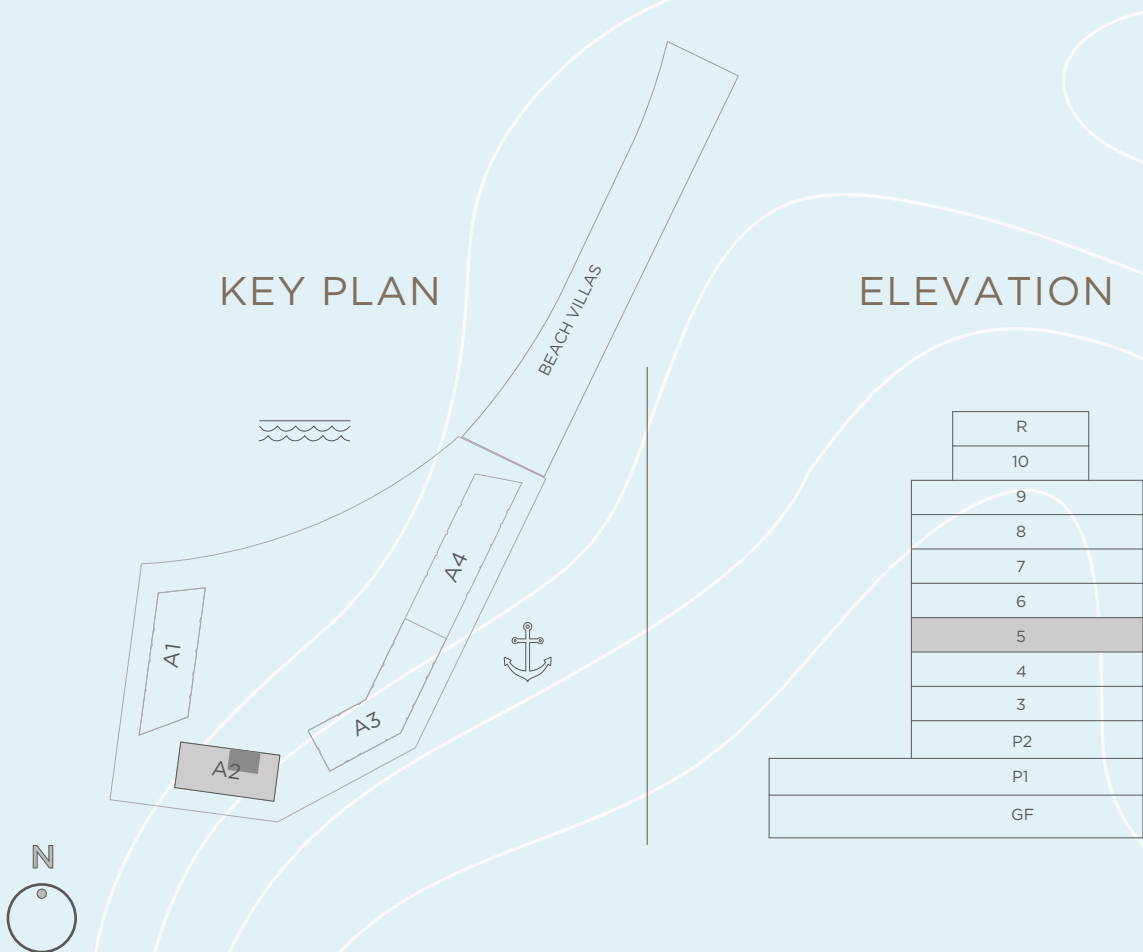 KEY PLAN
ELEVATION
BEACH VILLAS
A4
A1
A3
A2
N
R
10
9
8
7
6
5
4
3
P2
P1
GF